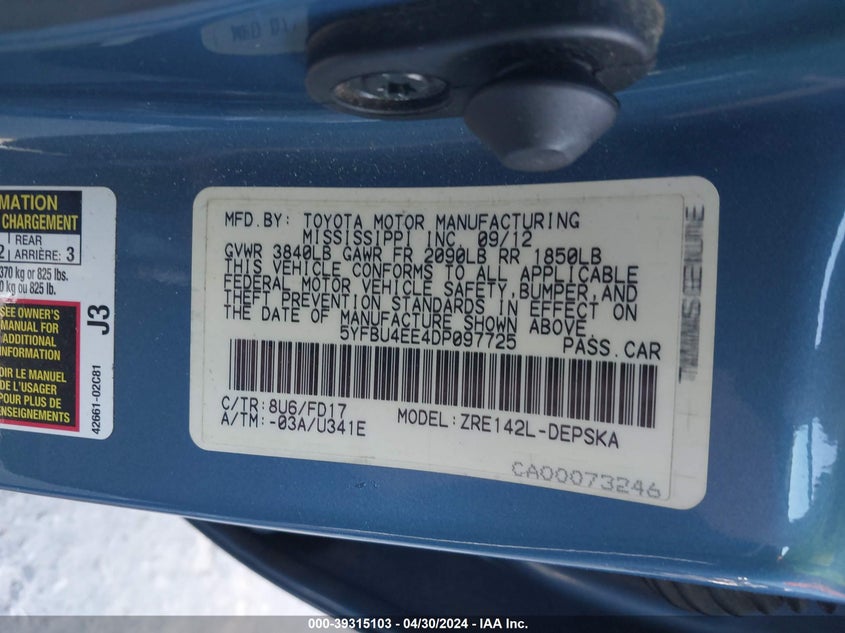 MATION
CHARGEMENT
2 REAR 3
ARRIÈRE:
370 kg or 825 lbs.
0 kg ou 825 lb.
SEE OWNER'S
MANUAL FOR
ADDITIONAL
INFORMATION
VOIR LE MANUEL
DE L'USAGER
POUR PLUS DE
J3
42661-02C81
MFD.BY: TOYOTA MOTOR MANUFACTURING
MISSISSIPPI INC. 09/12
GVWR 3840LB GAWR FR 2090LB RR 1850LB
THIS VEHICLE CONFORMS TO ALL APPLICABLE
FEDERAL MOTOR VEHICLE SAFETY,BUMPER,AND
THEFT PREVENTION STANDARDS IN EFFECT ON
THE DATE OF MANUFACTURE SHOWN ABOVE.
5YFBU4EE4DP097725 PASS.CAR
C/TR:8U6/FD17 MODEL:ZRE142L-DEPSKA
A/TM:-03A/U341E
CA00073246
000-39315103 - 04/30/2024 - SYNETIQ Ltd.